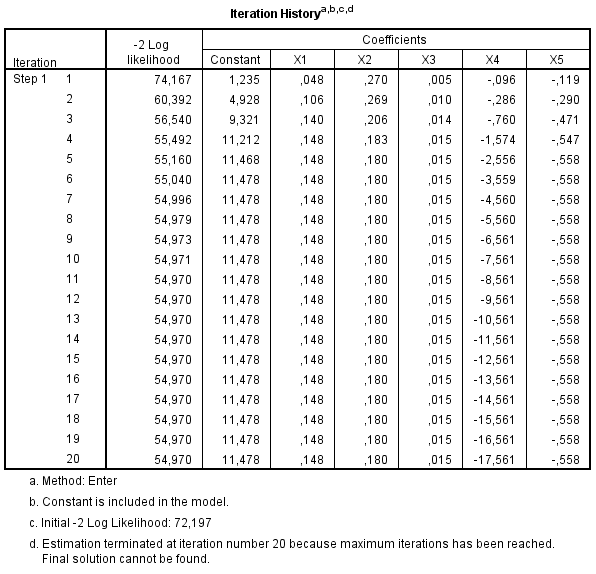 Iteration Historya,b,c,d
Iteration -2 Log likelihood Coefficients
Constant X1 X2 X3 X4 X5
Step 1 1 74,167 1,235 ,048 ,270 ,005 -,096 -,119
2 60,392 4,928 ,106 ,269 ,010 -,286 -,290
3 56,540 9,321 ,140 ,206 ,014 -,760 -,471
4 55,492 11,212 ,148 ,183 ,015 -1,574 -,547
5 55,160 11,468 ,148 ,180 ,015 -2,556 -,558
6 55,040 11,478 ,148 ,180 ,015 -3,559 -,558
7 54,996 11,478 ,148 ,180 ,015 -4,560 -,558
8 54,979 11,478 ,148 ,180 ,015 -5,560 -,558
9 54,973 11,478 ,148 ,180 ,015 -6,561 -,558
10 54,971 11,478 ,148 ,180 ,015 -7,561 -,558
11 54,970 11,478 ,148 ,180 ,015 -8,561 -,558
12 54,970 11,478 ,148 ,180 ,015 -9,561 -,558
13 54,970 11,478 ,148 ,180 ,015 -10,561 -,558
14 54,970 11,478 ,148 ,180 ,015 -11,561 -,558
15 54,970 11,478 ,148 ,180 ,015 -12,561 -,558
16 54,970 11,478 ,148 ,180 ,015 -13,561 -,558
17 54,970 11,478 ,148 ,180 ,015 -14,561 -,558
18 54,970 11,478 ,148 ,180 ,015 -15,561 -,558
19 54,970 11,478 ,148 ,180 ,015 -16,561 -,558
20 54,970 11,478 ,148 ,180 ,015 -17,561 -,558
a. Method: Enter
b. Constant is included in the model.
c. Initial -2 Log Likelihood: 72,197
d. Estimation terminated at iteration number 20 because maximum iterations has been reached.
Final solution cannot be found.